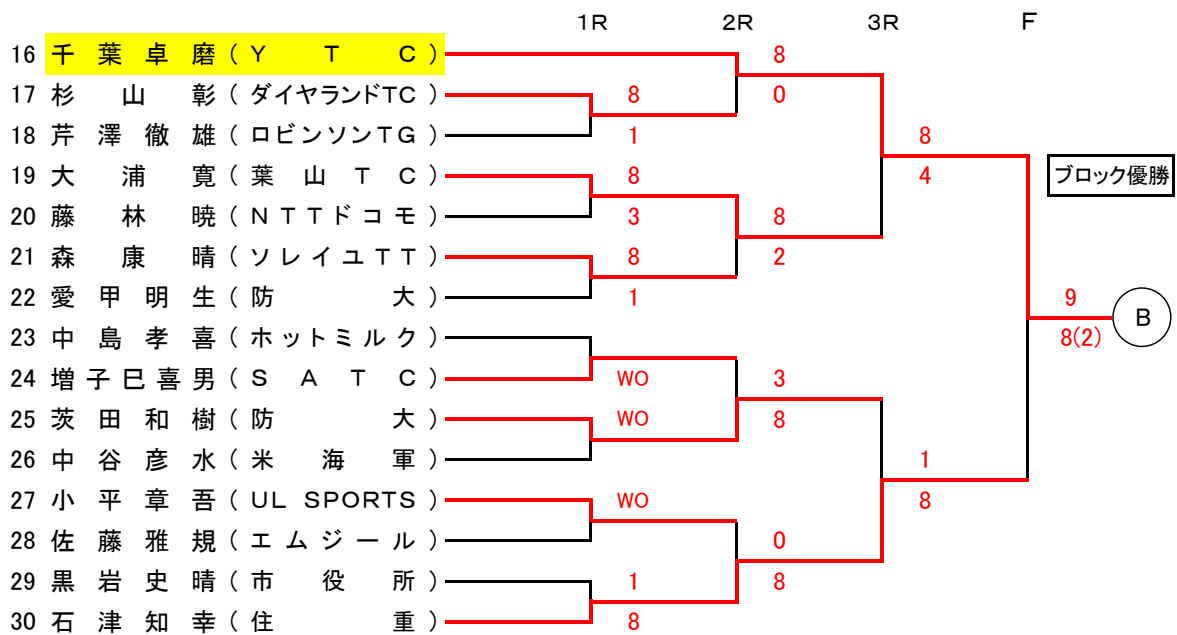 1R 2R 3R F
16 千葉卓磨(YTC) 8
17 杉山彰(ダイヤランドTC) 8 0
18 芹澤徹雄(ロビンソンTG) 1 8
19 大浦寛(葉山TC) 8 4 ブロック優勝
20 藤林暁(NTTドコモ) 3 8
21 森康晴(ソレイユTT) 8 2
22 愛甲明生(防大) 1 9 B
23 中島孝喜(ホットミルク) 8(2)
24 増子巳喜男(SATC) WO 3
25 茨田和樹(防大) WO 8
26 中谷彦水(米海軍) 1
27 小平章吾(UL SPORTS) WO 8
28 佐藤雅規(エムジール) 0
29 黒岩史晴(市役所) 1 8
30 石津知幸(住重) 8